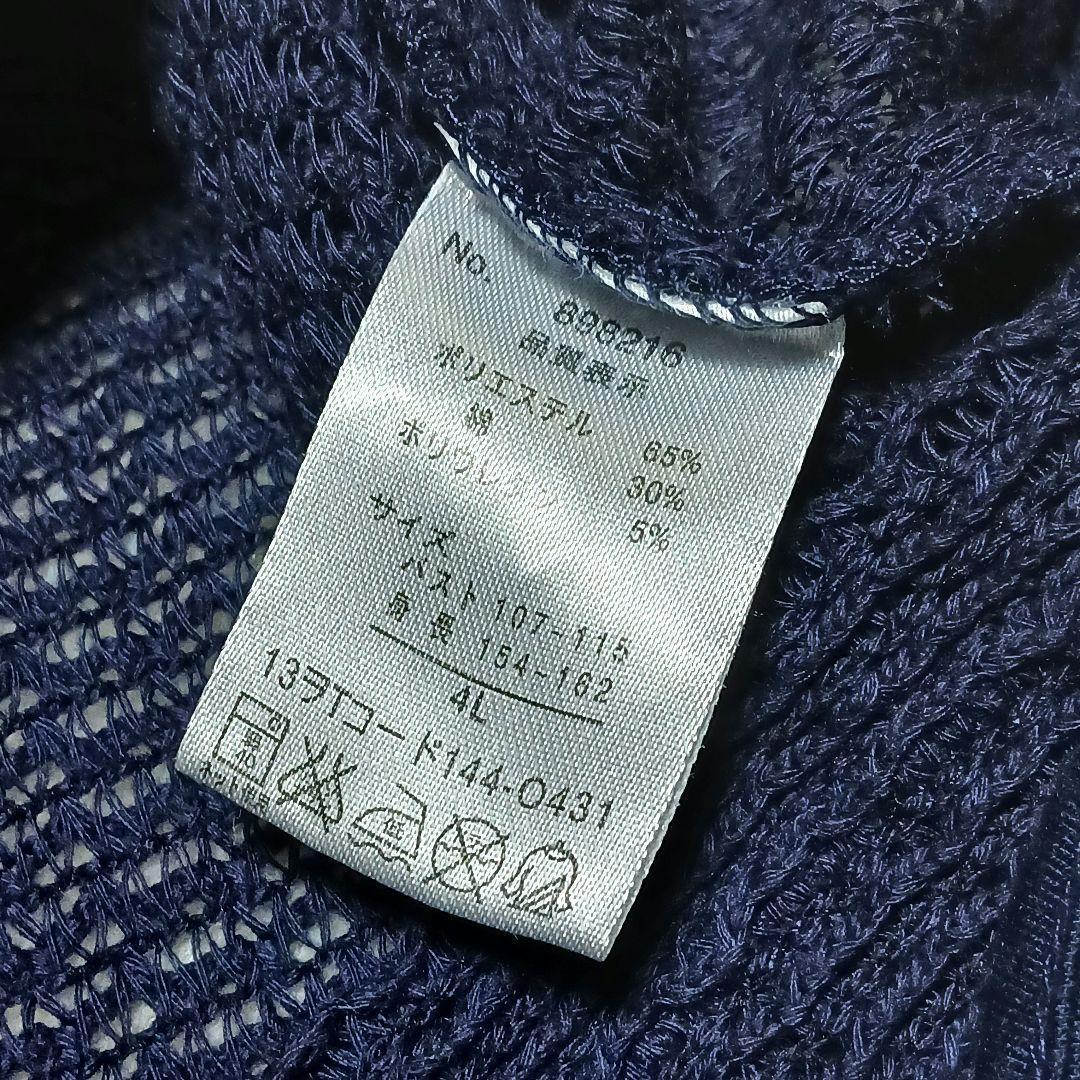 No. 898216
品質表示
ポリエステル 65%
綿 30%
ポリウレタン 5%
サイズ
バスト 107-115
身長 154-162
4L
13ヲTコード144-0431